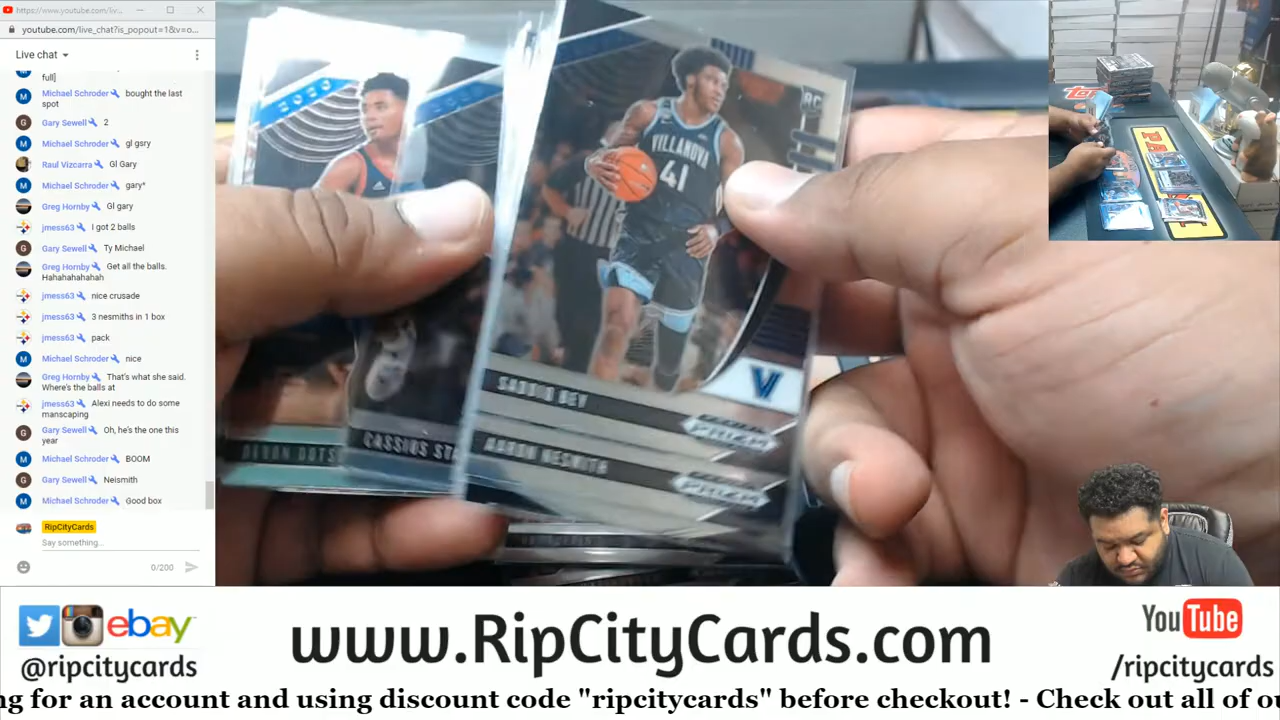 https://www.youtube.com/liv...
youtube.com/live_chat?is_popout=1&v=o...
Live chat
full]
Michael Schroder bought the last
spot
Gary Sewell 2
Michael Schroder gl gsry
Raul Vizcarra Gl Gary
Michael Schroder gary*
Greg Hornby Gl gary
jmess63 I got 2 balls
Gary Sewell Ty Michael
Greg Hornby Get all the balls.
Hahahahahahah
jmess63 nice crusade
jmess63 3 nesmiths in 1 box
jmess63 pack
Michael Schroder nice
Greg Hornby That's what she said.
Where's the balls at
jmess63 Alexi needs to do some
manscaping
Gary Sewell Oh, he's the one this
year
Michael Schroder BOOM
Gary Sewell Neismith
Michael Schroder Good box
RipCityCards
Say something...
0/200
2020
RC
VILLANOVA
41
V
SADDIQ BEY
PRIZM
AARON NESMITH
PRIZM
DEVON DOTS
CASSIUS ST
ebay
@ripcitycards
www.RipCityCards.com
YouTube
/ripcitycards
ng for an account and using discount code "ripcitycards" before checkout! - Check out all of ou